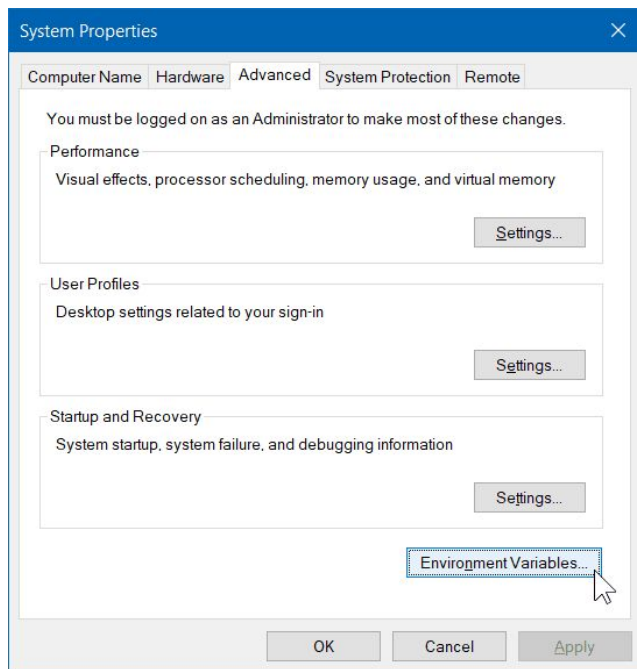 System Properties
Computer Name Hardware Advanced System Protection Remote
You must be logged on as an Administrator to make most of these changes.
Performance
Visual effects, processor scheduling, memory usage, and virtual memory
Settings...
User Profiles
Desktop settings related to your sign-in
Settings...
Startup and Recovery
System startup, system failure, and debugging information
Settings...
Environment Variables...
OK Cancel Apply